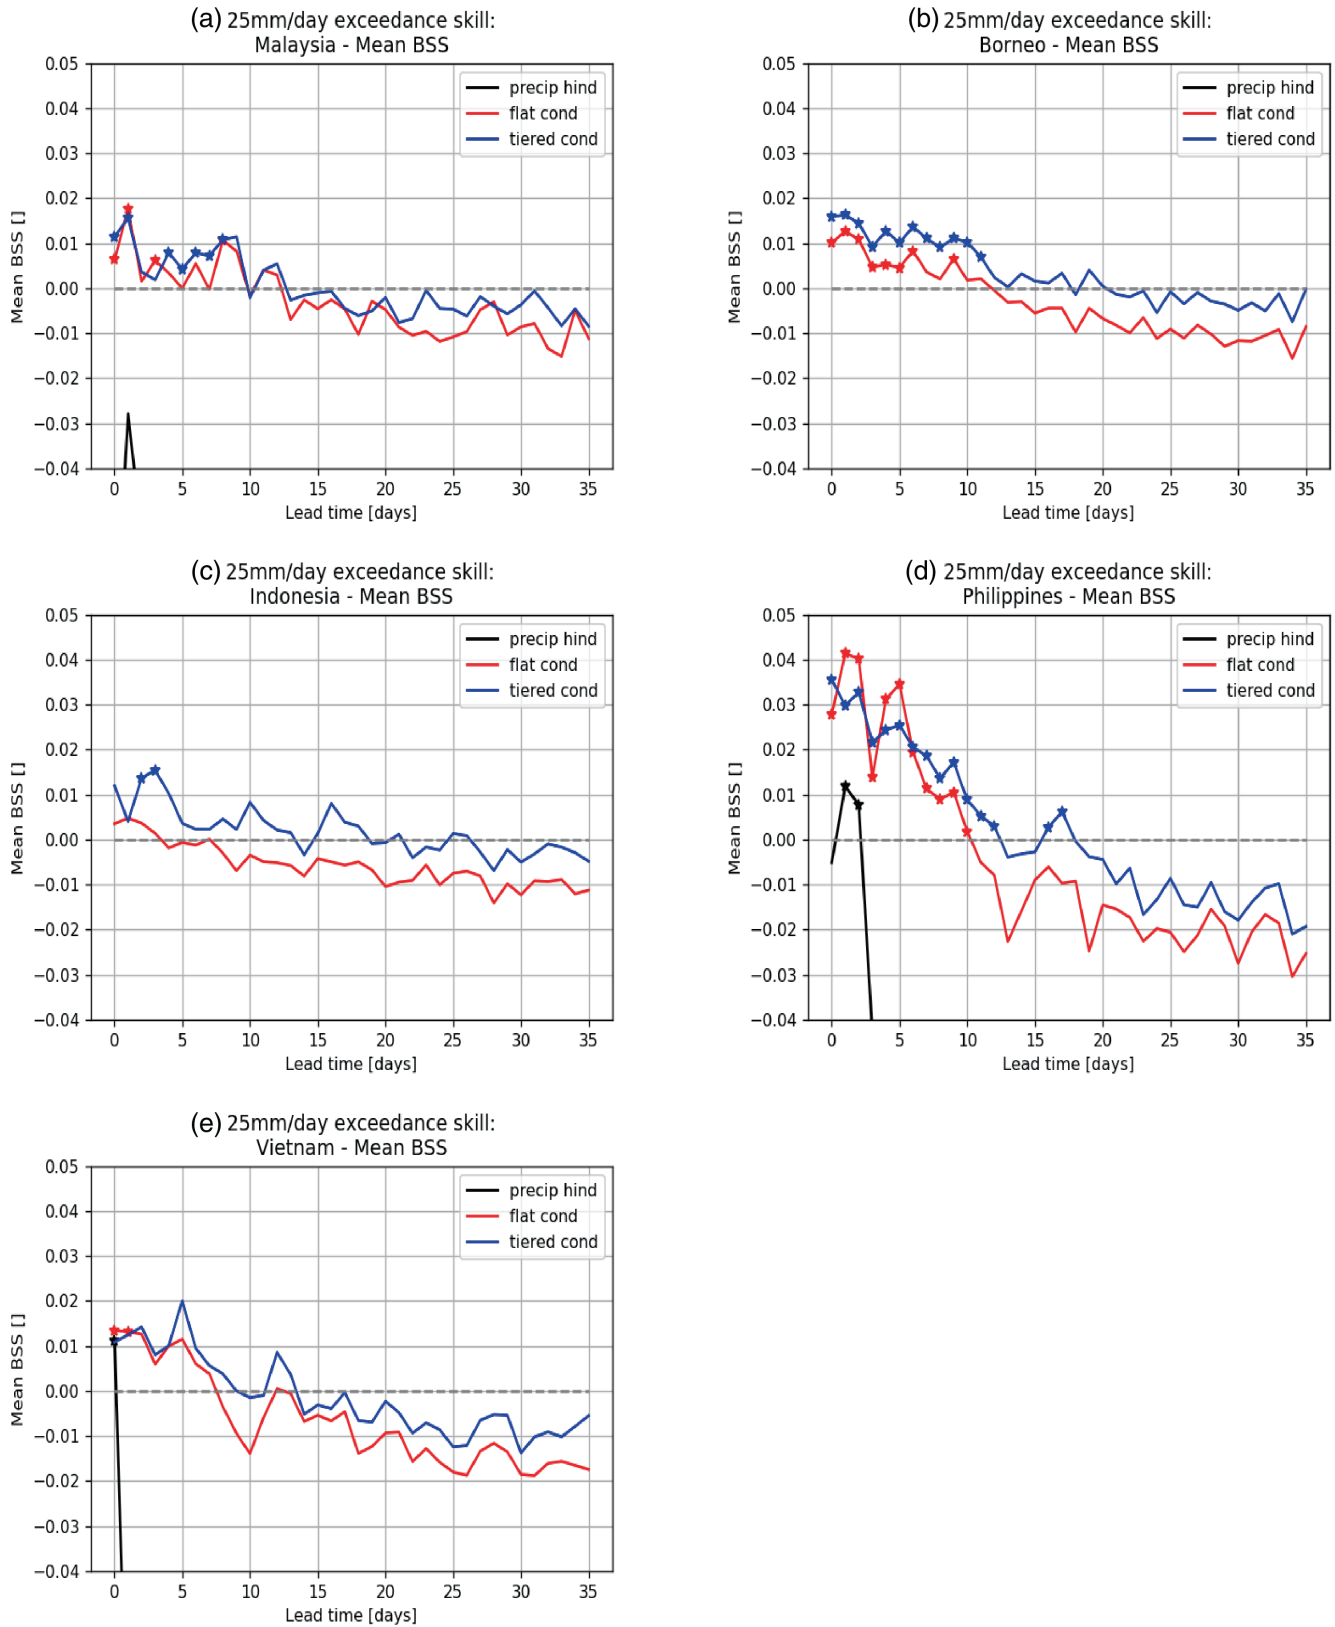 (a) 25mm/day exceedance skill:
Malaysia - Mean BSS
0.05
0.04
0.03
0.02
0.01
0.00
−0.01
−0.02
−0.03
−0.04
Mean BSS []
precip hind
flat cond
tiered cond
0 5 10 15 20 25 30 35
Lead time [days]
(b) 25mm/day exceedance skill:
Borneo - Mean BSS
0.05
0.04
0.03
0.02
0.01
0.00
−0.01
−0.02
−0.03
−0.04
Mean BSS []
precip hind
flat cond
tiered cond
0 5 10 15 20 25 30 35
Lead time [days]
(c) 25mm/day exceedance skill:
Indonesia - Mean BSS
0.05
0.04
0.03
0.02
0.01
0.00
−0.01
−0.02
−0.03
−0.04
Mean BSS []
precip hind
flat cond
tiered cond
0 5 10 15 20 25 30 35
Lead time [days]
(d) 25mm/day exceedance skill:
Philippines - Mean BSS
0.05
0.04
0.03
0.02
0.01
0.00
−0.01
−0.02
−0.03
−0.04
Mean BSS []
precip hind
flat cond
tiered cond
0 5 10 15 20 25 30 35
Lead time [days]
(e) 25mm/day exceedance skill:
Vietnam - Mean BSS
0.05
0.04
0.03
0.02
0.01
0.00
−0.01
−0.02
−0.03
−0.04
Mean BSS []
precip hind
flat cond
tiered cond
0 5 10 15 20 25 30 35
Lead time [days]